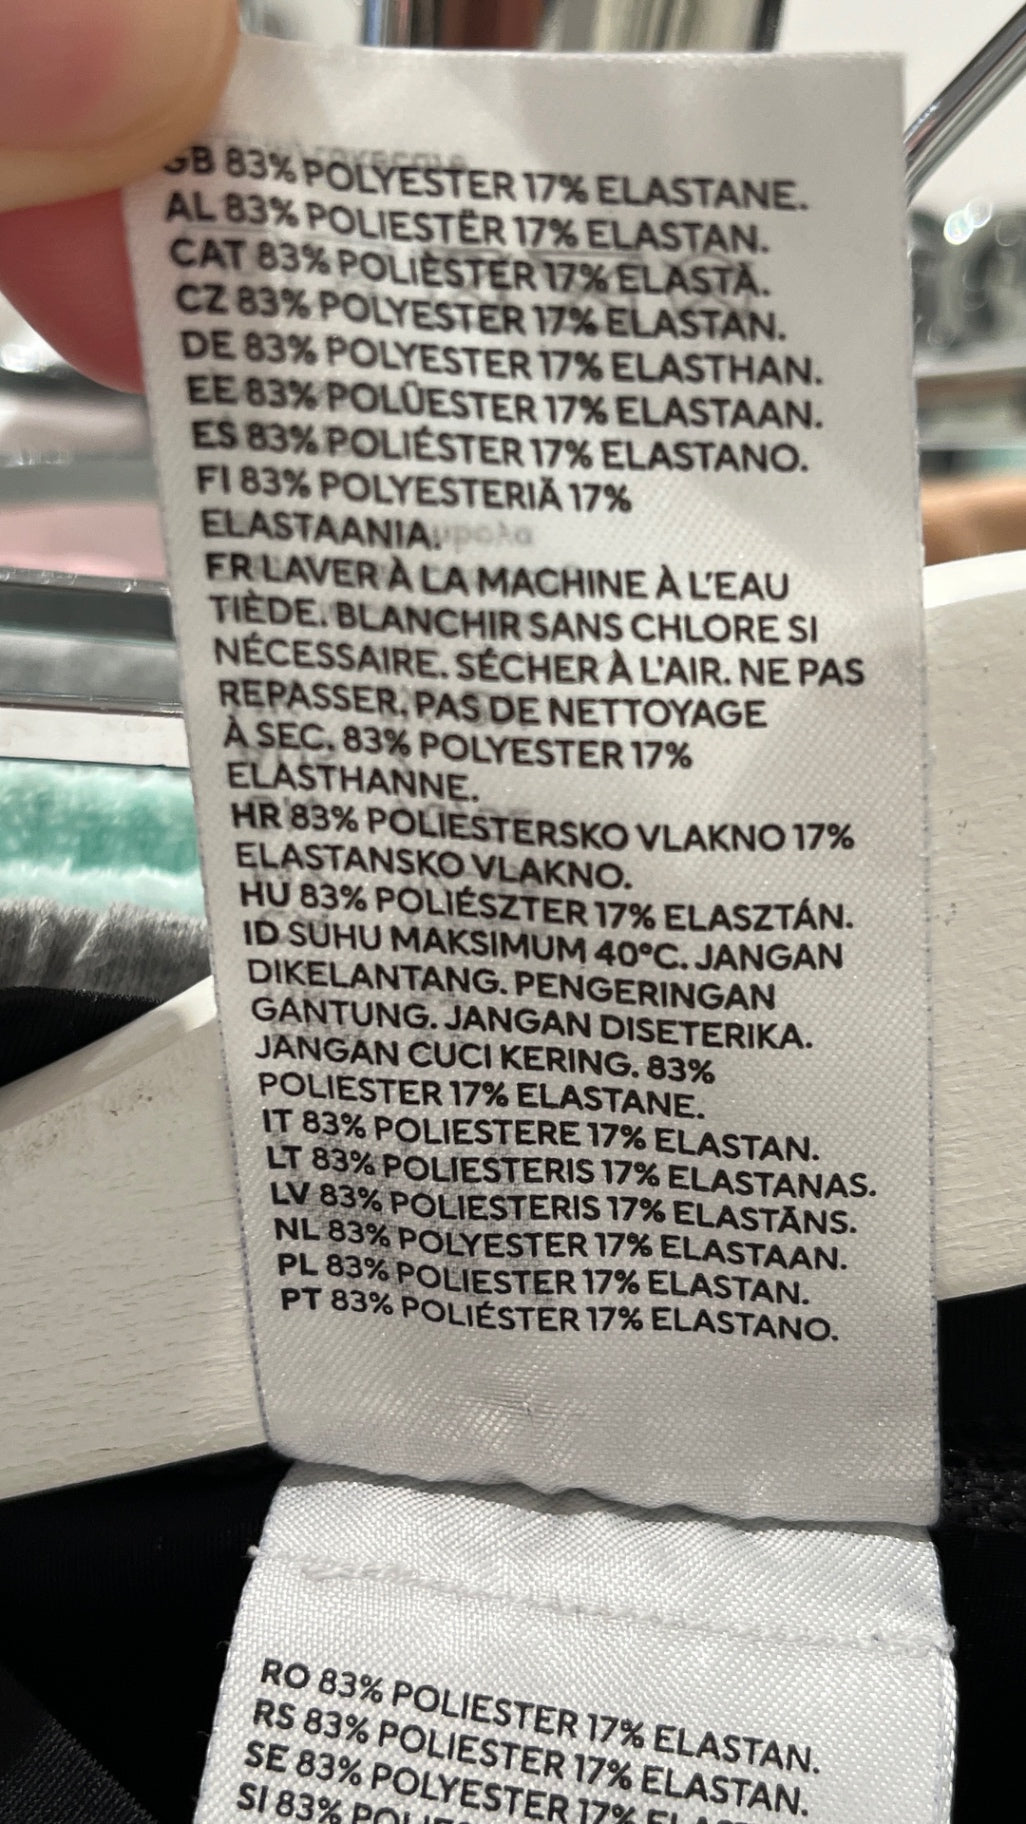 GB 83% POLYESTER 17% ELASTANE.
AL 83% POLIESTËR 17% ELASTAN.
CAT 83% POLIÈSTER 17% ELASTÀ.
CZ 83% POLYESTER 17% ELASTAN.
DE 83% POLYESTER 17% ELASTHAN.
EE 83% POLÜESTER 17% ELASTAAN.
ES 83% POLIÉSTER 17% ELASTANO.
FI 83% POLYESTERIÄ 17%
ELASTAANIA.
FR LAVER À LA MACHINE À L'EAU
TIÈDE. BLANCHIR SANS CHLORE SI
NÉCESSAIRE. SÉCHER À L'AIR. NE PAS
REPASSER. PAS DE NETTOYAGE
À SEC. 83% POLYESTER 17%
ELASTHANNE.
HR 83% POLIESTERSKO VLAKNO 17%
ELASTANSKO VLAKNO.
HU 83% POLIÉSZTER 17% ELASZTÁN.
ID SUHU MAKSIMUM 40°C. JANGAN
DIKELANTANG. PENGERINGAN
GANTUNG. JANGAN DISETERIKA.
JANGAN CUCI KERING. 83%
POLIESTER 17% ELASTANE.
IT 83% POLIESTERE 17% ELASTAN.
LT 83% POLIESTERIS 17% ELASTANAS.
LV 83% POLIESTERIS 17% ELASTĀNS.
NL 83% POLYESTER 17% ELASTAAN.
PL 83% POLIESTER 17% ELASTAN.
PT 83% POLIÉSTER 17% ELASTANO.
RO 83% POLIESTER 17% ELASTAN.
RS 83% POLIESTER 17% ELASTAN.
SE 83% POLYESTER 17%
SI 83%